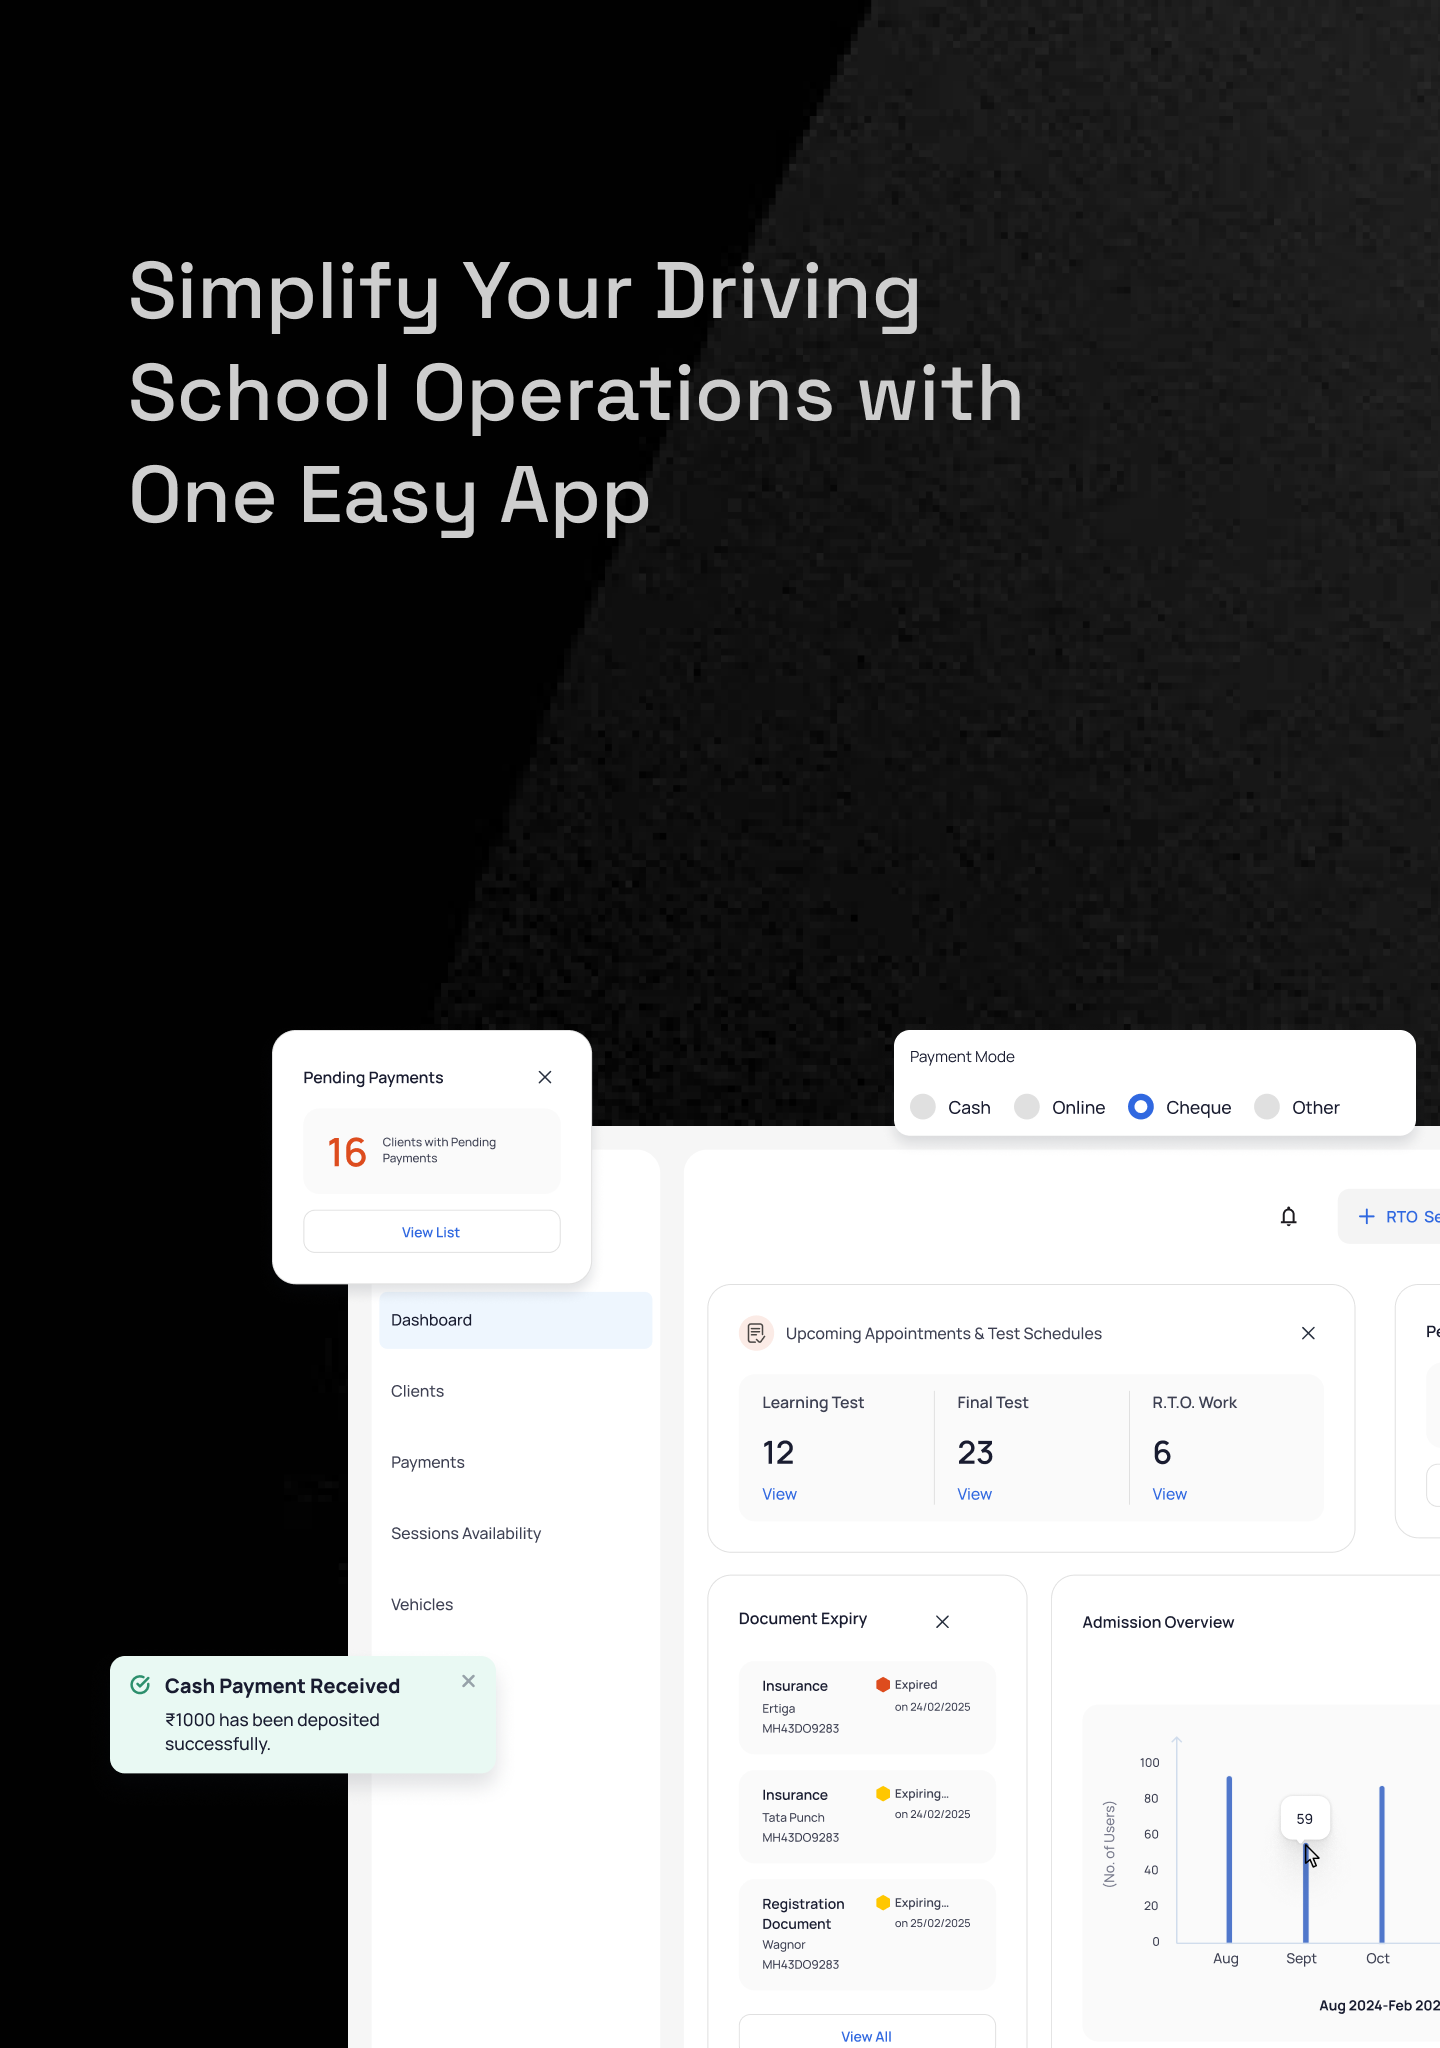 Simplify Your Driving
School Operations with
One Easy App
Pending Payments
16
Clients with Pending
Payments
View List
Payment Mode
Cash
Online
Cheque
Other
RTO Se
Dashboard
Clients
Payments
Sessions Availability
Vehicles
Cash Payment Received
₹1000 has been deposited
successfully.
Upcoming Appointments & Test Schedules
Learning Test
12
View
Final Test
23
View
R.T.O. Work
6
View
Pe
Document Expiry
Insurance
Ertiga
MH43DO9283
Expired
on 24/02/2025
Insurance
Tata Punch
MH43DO9283
Expiring...
on 24/02/2025
Registration
Document
Wagnor
MH43DO9283
Expiring...
on 25/02/2025
View All
Admission Overview
(No. of Users)
100
80
60
40
20
0
59
Aug
Sept
Oct
Aug 2024-Feb 202